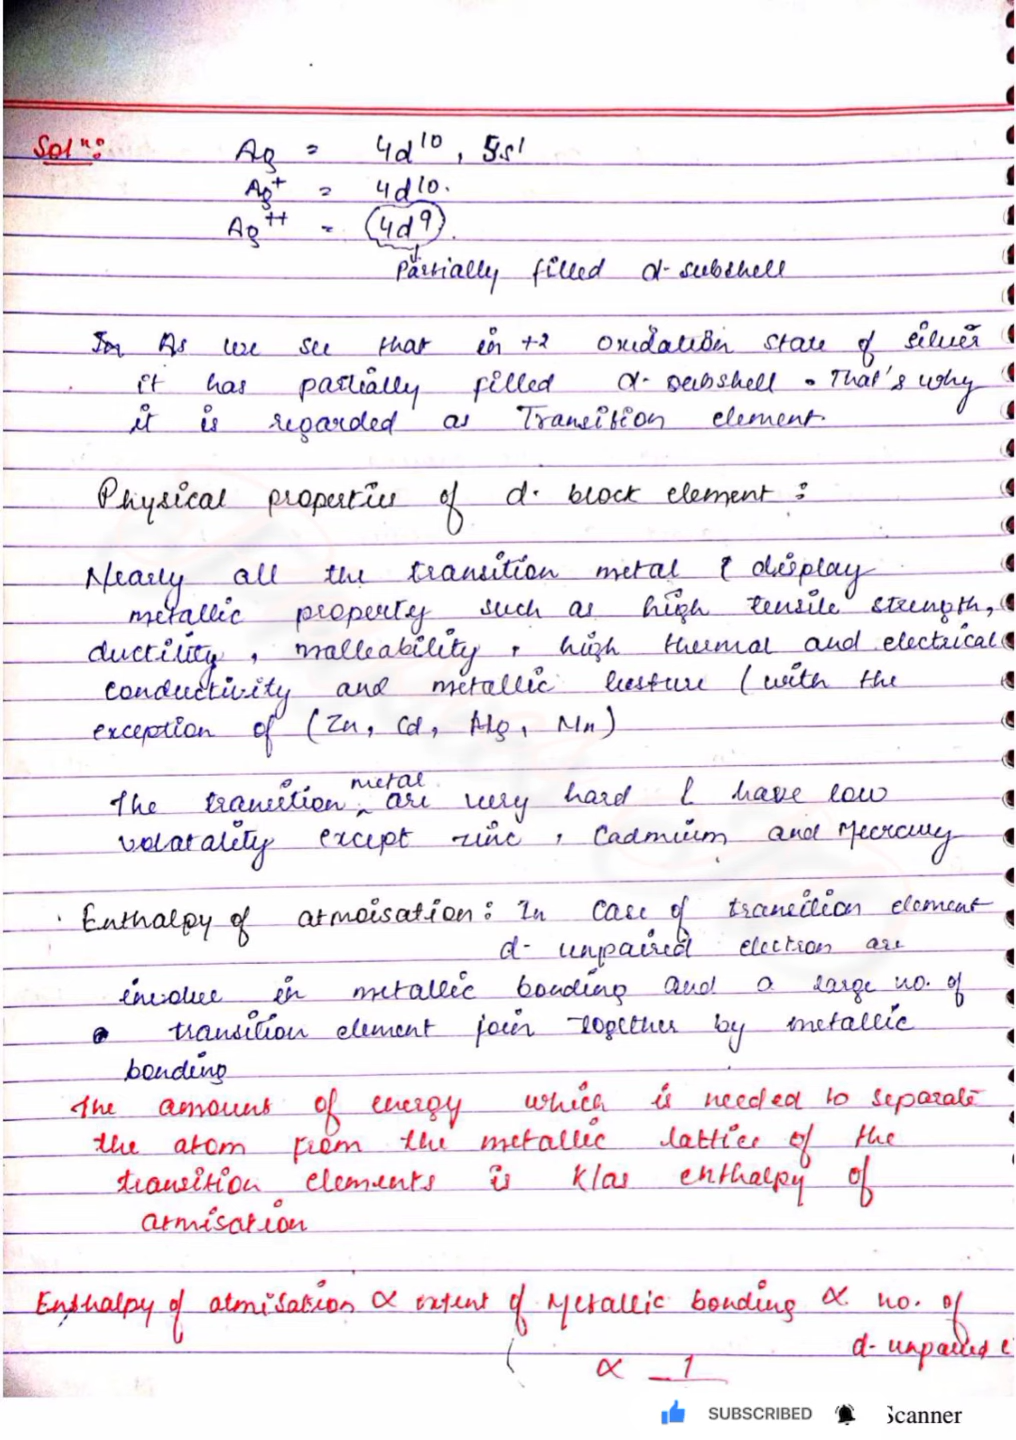 Solⁿ:
Ag = 4d¹⁰, 5s¹
Ag⁺ = 4d¹⁰.
Ag⁺⁺ = 4d⁹.
Partially filled d-subshell
As we see that in +2 oxidation state of silver
it has partially filled d-subshell. That's why
it is regarded as Transition element.
Physical properties of d-block element :
Nearly all the transition metal display
metallic property such as high tensile strength,
ductility, malleability, high thermal and electrical
conductivity and metallic lusture (with the
exception of (Zn, Cd, Hg, Mn)
The transition metal are very hard & have low
volatality except zinc, Cadmium and Mercury
Enthalpy of atmoisation: In Case of transition element
d- unpaired electron are
involve in metallic bonding and a large no. of
transition element join together by metallic
bonding
The amount of energy which is needed to separate
the atom from the metallic lattice of the
transition elements is k/as enthalpy of
atmisation
Enthalpy of atmisation ∝ extent of Metallic bonding ∝ no. of
d- unpaired e
∝ 1
SUBSCRIBED Scanner